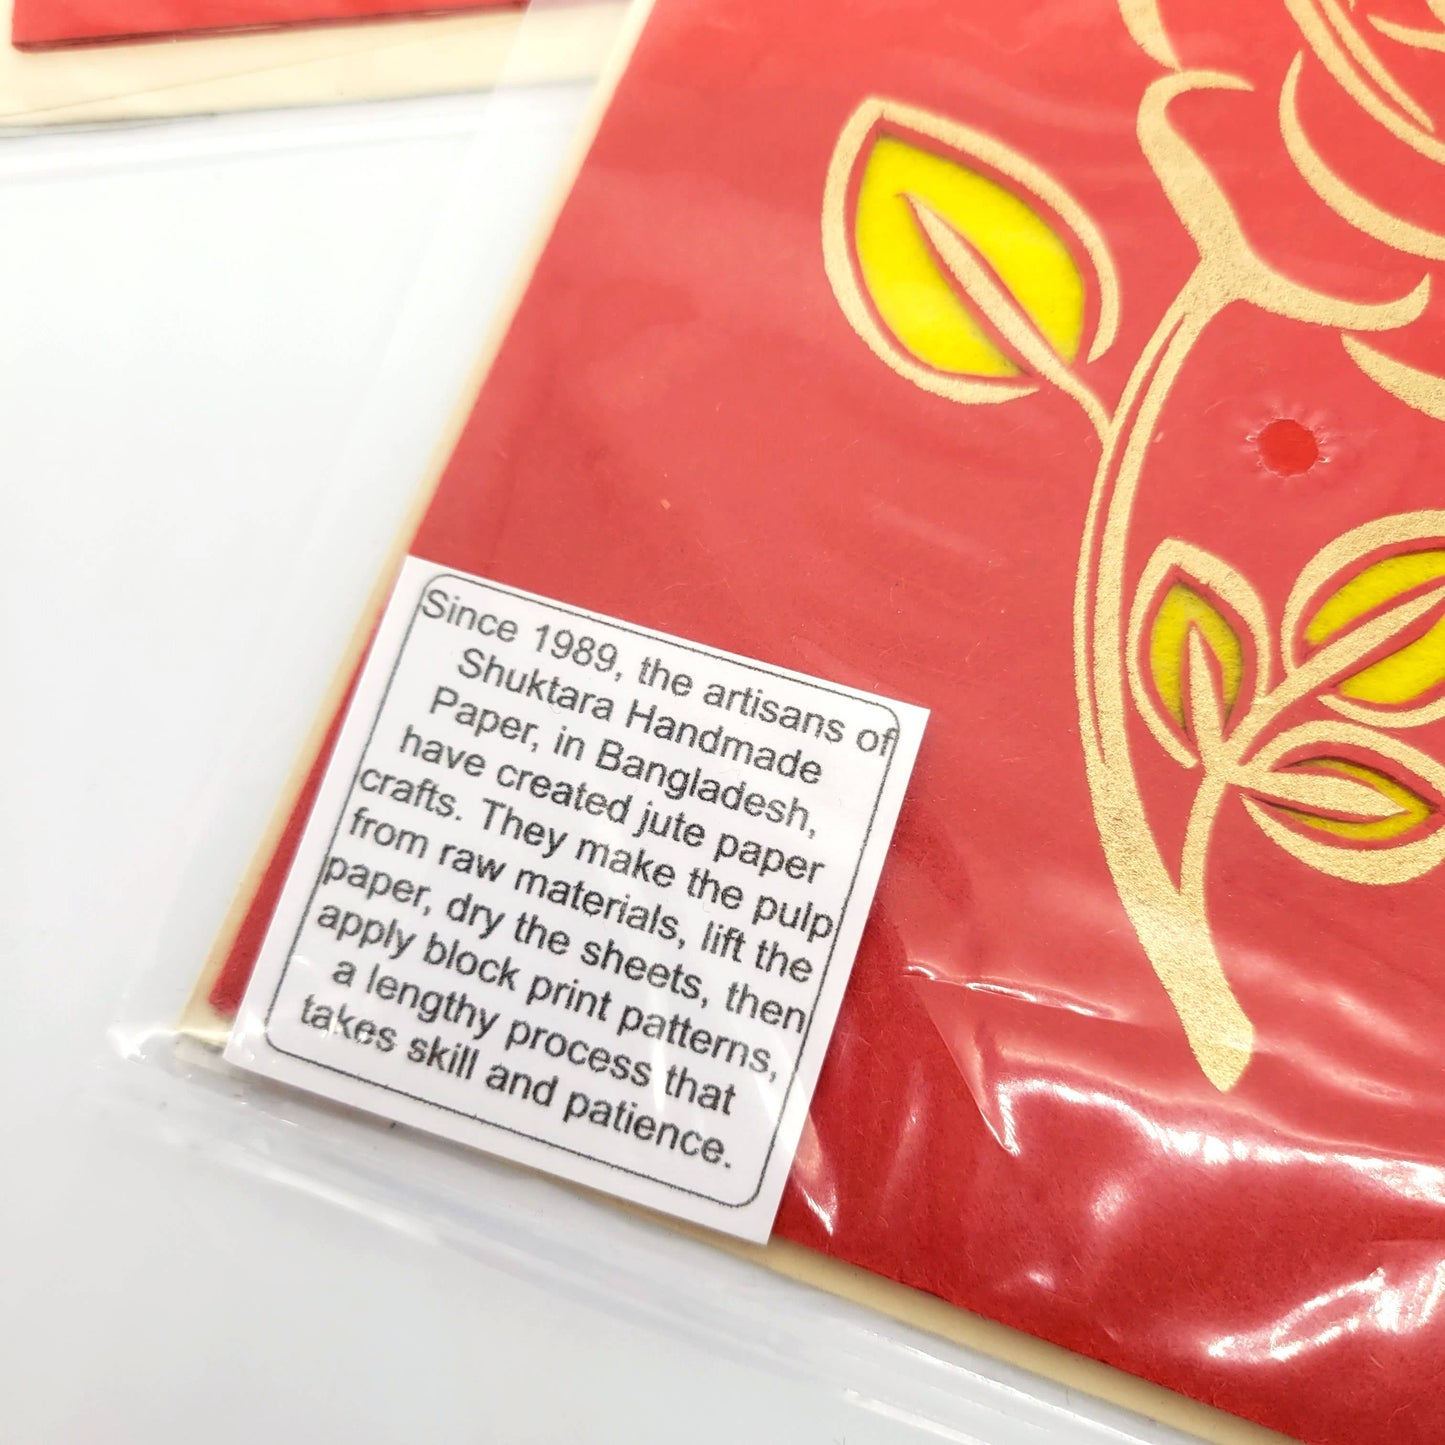 Since 1989, the artisans of
Shuktara Handmade
Paper, in Bangladesh,
have created jute paper
crafts. They make the pulp
from raw materials, lift the
paper, dry the sheets, then
apply block print patterns,
a lengthy process that
takes skill and patience.